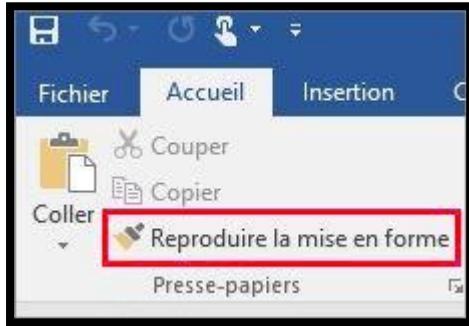 Fichier Accueil Insertion
Couper
Copier
Coller
Reproduire la mise en forme
Presse-papiers